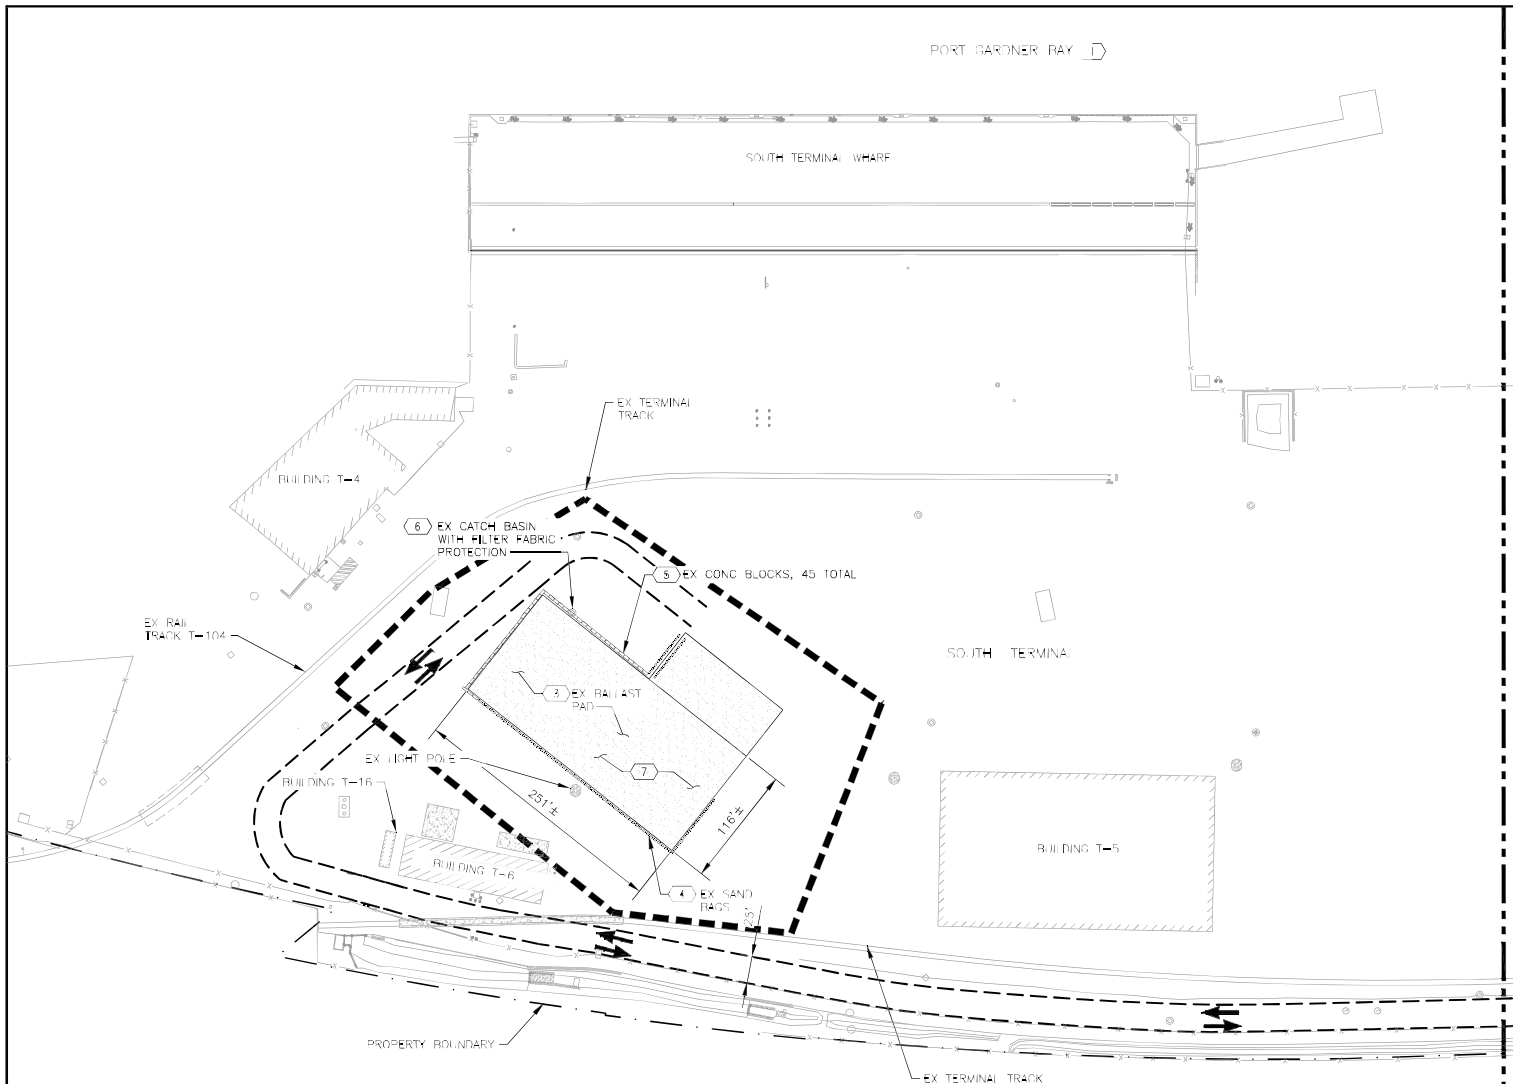 PORT GARDNER BAY 1
SOUTH TERMINAL WHARF
EX TERMINAL
TRACK
BUILDING T-4
6 EX CATCH BASIN
WITH FILTER FABRIC
PROTECTION
5 EX CONC BLOCKS, 45 TOTAL
EX RAIL
TRACK T-104
SOUTH TERMINAL
3 EX BALLAST
PAD
EX LIGHT POLE
7
BUILDING T-16
251'±
116'±
BUILDING T-5
BUILDING T-6
4 EX SAND
BAGS
25'
PROPERTY BOUNDARY
EX TERMINAL TRACK